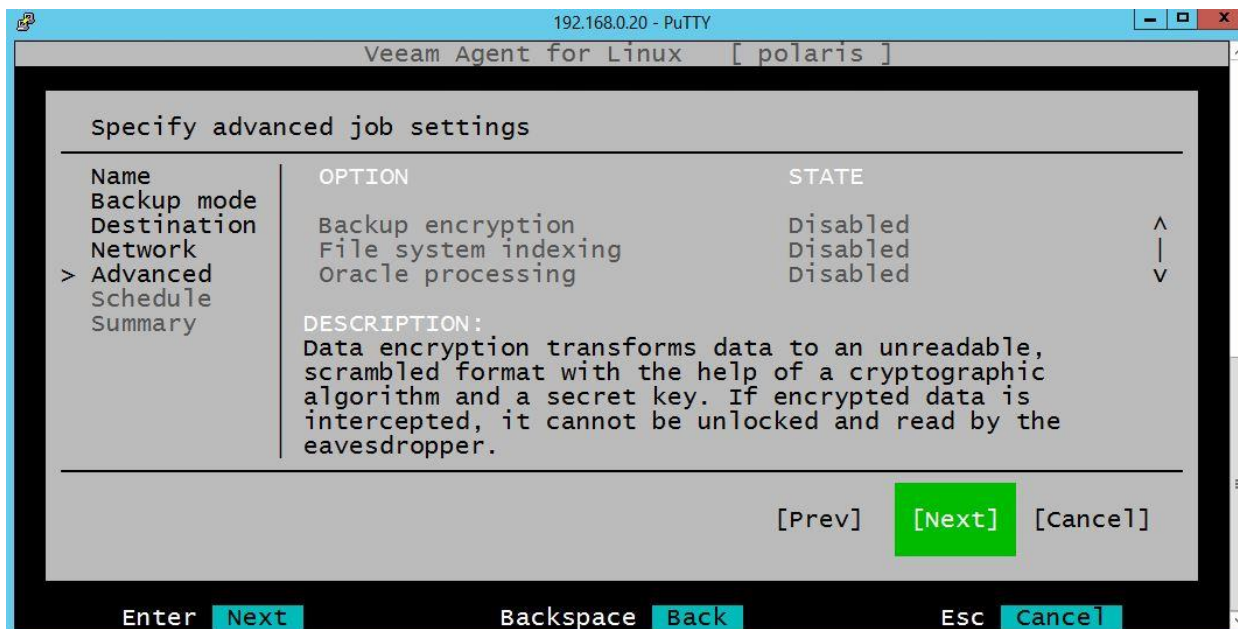 192.168.0.20 - PuTTY
Veeam Agent for Linux [ polaris ]
Specify advanced job settings
Name
Backup mode
Destination
Network
> Advanced
Schedule
Summary
OPTION STATE
Backup encryption Disabled
File system indexing Disabled
Oracle processing Disabled
DESCRIPTION:
Data encryption transforms data to an unreadable,
scrambled format with the help of a cryptographic
algorithm and a secret key. If encrypted data is
intercepted, it cannot be unlocked and read by the
eavesdropper.
[Prev] [Next] [Cancel]
Enter Next Backspace Back Esc Cancel